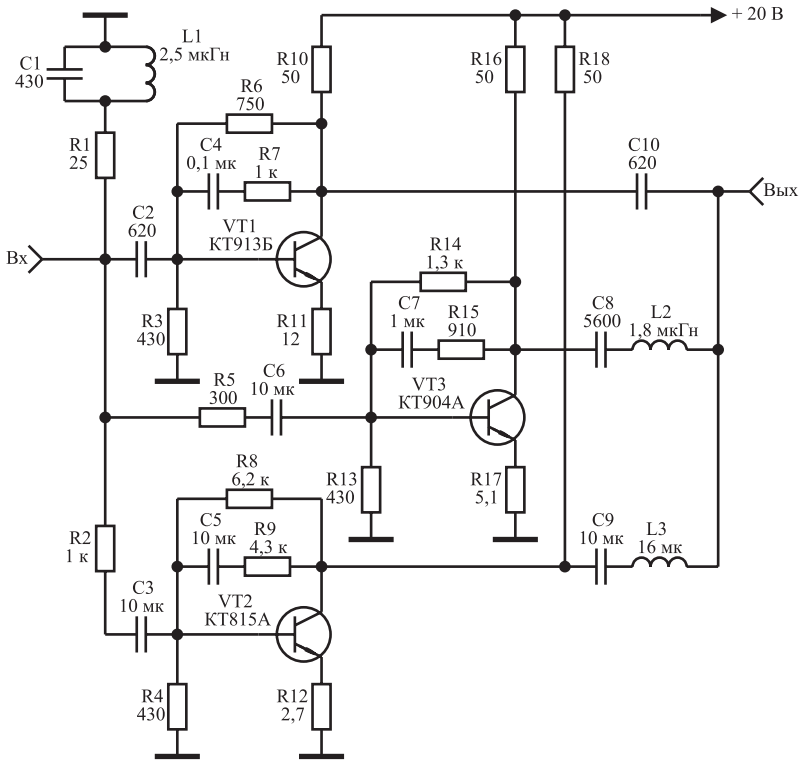 + 20 В
L1
2,5 мкГн
C1
430
R10
50
R16
50
R18
50
R6
750
R1
25
C4
0,1 мк
R7
1 к
C10
620
Вых
C2
620
VT1
КТ913Б
Вх
R14
1,3 к
R3
430
R11
12
C7
1 мк
R15
910
C8
5600
L2
1,8 мкГн
R5
300
C6
10 мк
VT3
КТ904А
R8
6,2 к
R13
430
R17
5,1
R2
1 к
C5
10 мк
R9
4,3 к
C9
10 мк
L3
16 мк
C3
10 мк
VT2
КТ815А
R4
430
R12
2,7